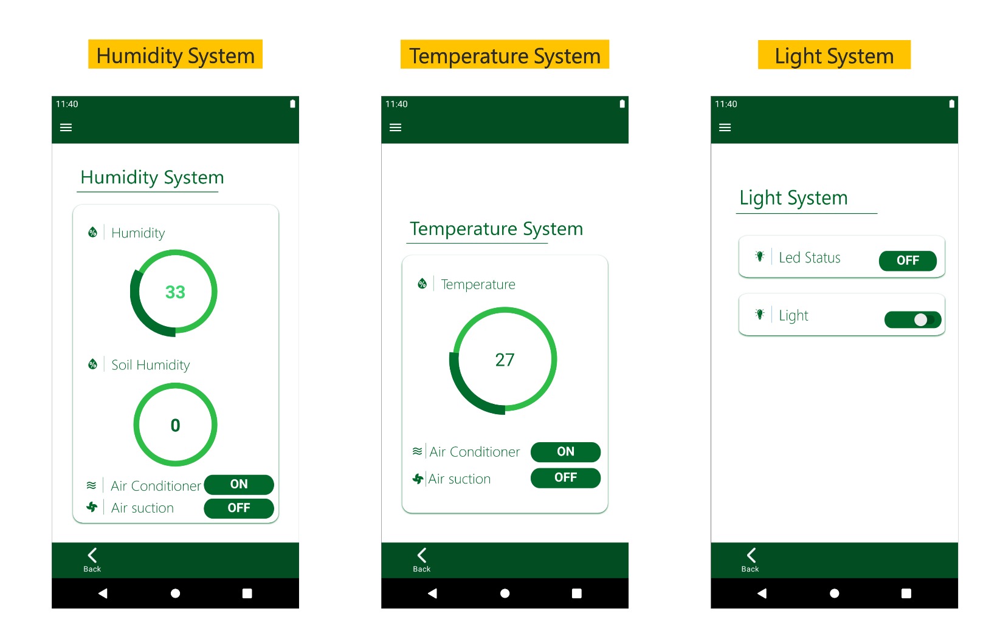 Humidity System
11:40
Humidity System
Humidity
33
Soil Humidity
0
Air Conditioner ON
Air suction OFF
Back
Temperature System
11:40
Temperature System
Temperature
27
Air Conditioner ON
Air suction OFF
Back
Light System
11:40
Light System
Led Status OFF
Light
Back